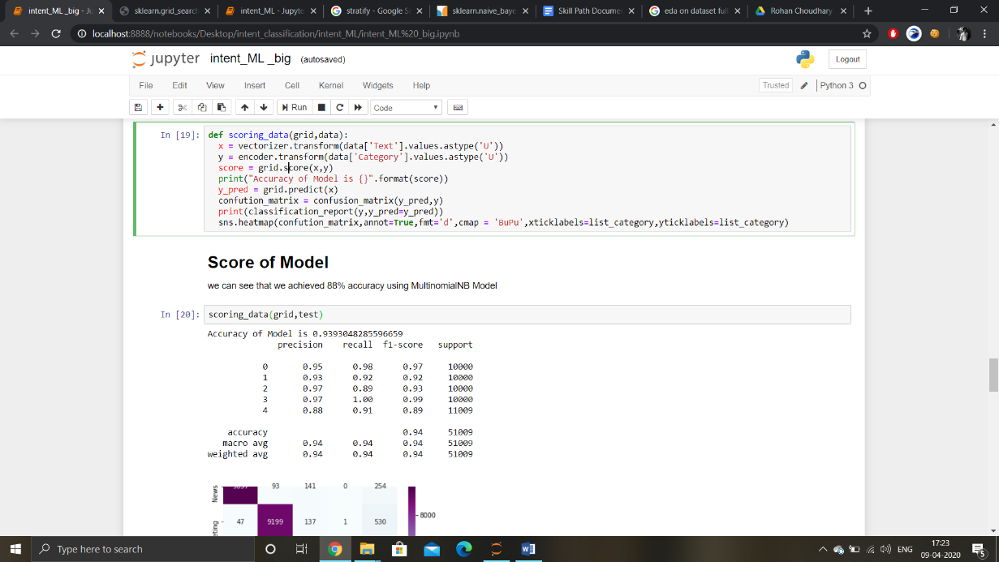 intent_ML _big - Ju
sklearn.grid_search
intent_ML - Jupyte
stratify - Google S
sklearn.naive_baye
Skill Path Docume
eda on dataset full
Rohan Choudhary
localhost:8888/notebooks/Desktop/intent_classification/intent_ML/intent_ML%20_big.ipynb
jupyter intent_ML _big (autosaved)
Logout
File Edit View Insert Cell Kernel Widgets Help
Trusted
Python 3
Run
Code
In [19]: def scoring_data(grid,data):
x = vectorizer.transform(data['Text'].values.astype('U'))
y = encoder.transform(data['Category'].values.astype('U'))
score = grid.score(x,y)
print("Accuracy of Model is {}".format(score))
y_pred = grid.predict(x)
confution_matrix = confusion_matrix(y_pred,y)
print(classification_report(y,y_pred=y_pred))
sns.heatmap(confution_matrix,annot=True,fmt='d',cmap = 'BuPu',xticklabels=list_category,yticklabels=list_category)
Score of Model
we can see that we achieved 88% accuracy using MultinomialNB Model
In [20]: scoring_data(grid,test)
Accuracy of Model is 0.9393048285596659
precision recall f1-score support
0 0.95 0.98 0.97 10000
1 0.93 0.92 0.92 10000
2 0.97 0.89 0.93 10000
3 0.97 1.00 0.99 10000
4 0.88 0.91 0.89 11009
accuracy 0.94 51009
macro avg 0.94 0.94 0.94 51009
weighted avg 0.94 0.94 0.94 51009
News 93 141 0 254
47 9199 137 1 530
8000
Type here to search
ENG
17:23
09-04-2020
5